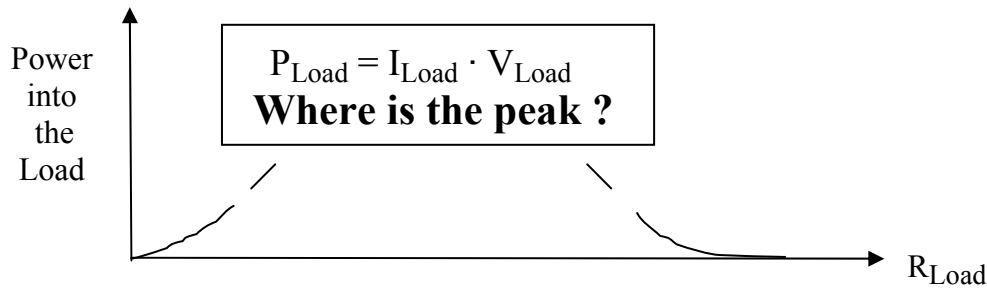 Power
into
the
Load
P_Load = I_Load · V_Load
Where is the peak ?
R_Load